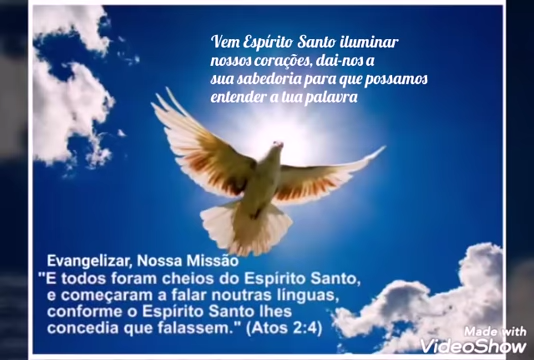 Vem Espírito Santo iluminar
nossos corações, dai-nos a
sua sabedoria para que possamos
entender a tua palavra
Evangelizar, Nossa Missão
"E todos foram cheios do Espírito Santo,
e começaram a falar noutras línguas,
conforme o Espírito Santo lhes
concedia que falassem." (Atos 2:4)
Made with
VideoShow